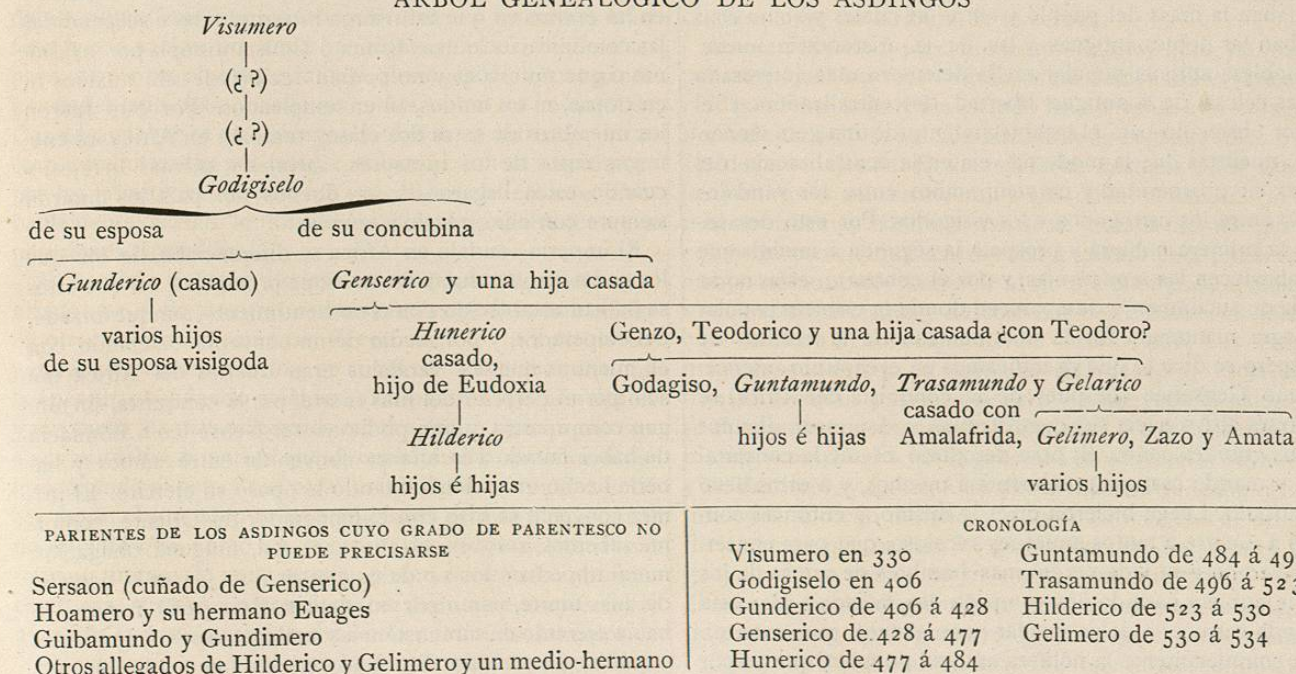 ÁRBOL GENEALÓGICO DE LOS ASDINGOS
Visumero
(¿ ?)
(¿ ?)
Godigiselo
de su esposa
de su concubina
Gunderico (casado)
Genserico y una hija casada
varios hijos
de su esposa visigoda
Hunerico
casado,
hijo de Eudoxia
Hilderico
hijos é hijas
Genzo, Teodorico y una hija casada ¿con Teodoro?
Godagiso, Guntamundo, Trasamundo y Gelarico
hijos é hijas
casado con
Amalafrida, Gelimero, Zazo y Amata
varios hijos
PARIENTES DE LOS ASDINGOS CUYO GRADO DE PARENTESCO NO
PUEDE PRECISARSE
Sersaon (cuñado de Genserico)
Hoamero y su hermano Euages
Guibamundo y Gundimero
Otros allegados de Hilderico y Gelimero y un medio-hermano
CRONOLOGÍA
Visumero en 330
Godigiselo en 406
Gunderico de 406 á 428
Genserico de 428 á 477
Hunerico de 477 á 484
Guntamundo de 484 á 49
Trasamundo de 496 á 523
Hilderico de 523 á 530
Gelimero de 530 á 534